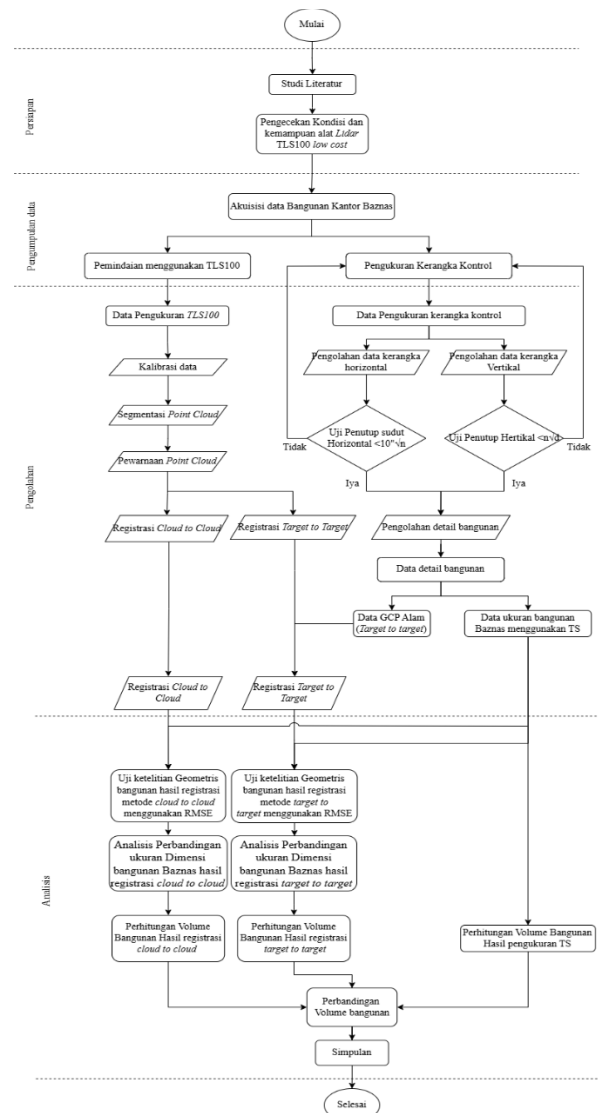 Mulai
Persiapan
Studi Literatur
Pengecekan Kondisi dan
kemampuan alat Lidar
TLS100 low cost
Pengumpulan data
Akuisisi data Bangunan Kantor Baznas
Pemindaian menggunakan TLS100
Pengukuran Kerangka Kontrol
Pengolahan
Data Pengukuran TLS100
Data Pengukuran kerangka kontrol
Kalibrasi data
Pengolahan data kerangka
horizontal
Pengolahan data kerangka
Vertikal
Segmentasi Point Cloud
Uji Penutup sudut
Horizontal <10"√n
Uji Penutup Hertikal <n√d
Tidak
Tidak
Pewarnaan Point Cloud
Iya
Iya
Registrasi Cloud to Cloud
Registrasi Target to Target
Pengolahan detail bangunan
Data detail bangunan
Data GCP Alam
(Target to target)
Data ukuran bangunan
Baznas menggunakan TS
Registrasi Cloud to
Cloud
Registrasi Target to
Target
Analisis
Uji ketelitian Geometris
bangunan hasil registrasi
metode cloud to cloud
menggunakan RMSE
Uji ketelitian Geometris
bangunan hasil registrasi
metode target to
target menggunakan RMSE
Analisis Perbandingan
ukuran Dimensi
bangunan Baznas hasil
registrasi cloud to cloud
Analisis Perbandingan
ukuran Dimensi
bangunan Baznas hasil
registrasi target to target
Perhitungan Volume
Bangunan Hasil registrasi
cloud to cloud
Perhitungan Volume
Bangunan Hasil registrasi
target to target
Perhitungan Volume Bangunan
Hasil pengukuran TS
Perbandingan
Volume bangunan
Simpulan
Selesai